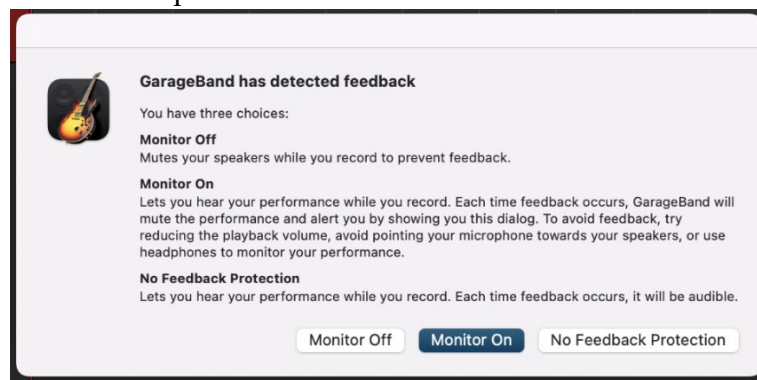 GarageBand has detected feedback
You have three choices:
Monitor Off
Mutes your speakers while you record to prevent feedback.
Monitor On
Lets you hear your performance while you record. Each time feedback occurs, GarageBand will
mute the performance and alert you by showing you this dialog. To avoid feedback, try
reducing the playback volume, avoid pointing your microphone towards your speakers, or use
headphones to monitor your performance.
No Feedback Protection
Lets you hear your performance while you record. Each time feedback occurs, it will be audible.
Monitor Off Monitor On No Feedback Protection